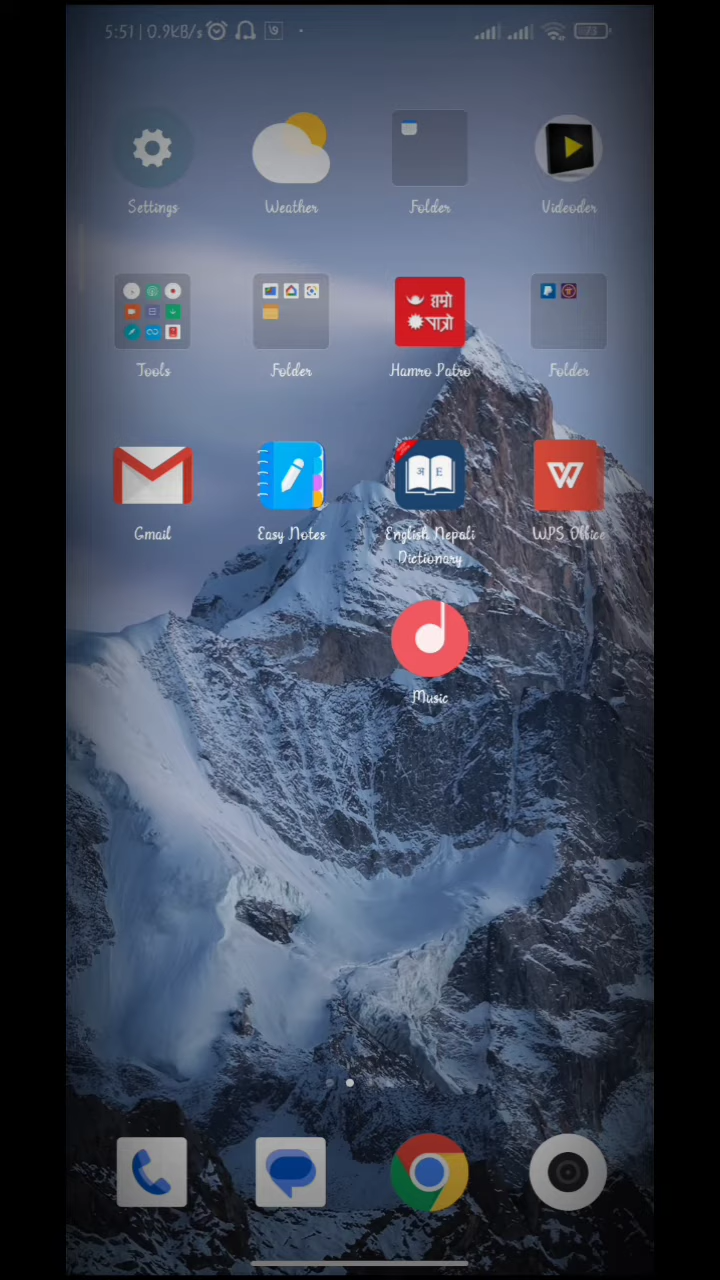 5:51 | 0.9KB/s
73
Settings
Weather
Folder
Videoder
Tools
Folder
हाम्रो
पात्रो
Hamro Patro
Folder
Gmail
Easy Notes
अ E
English Nepali
Dictionary
W
WPS Office
Music